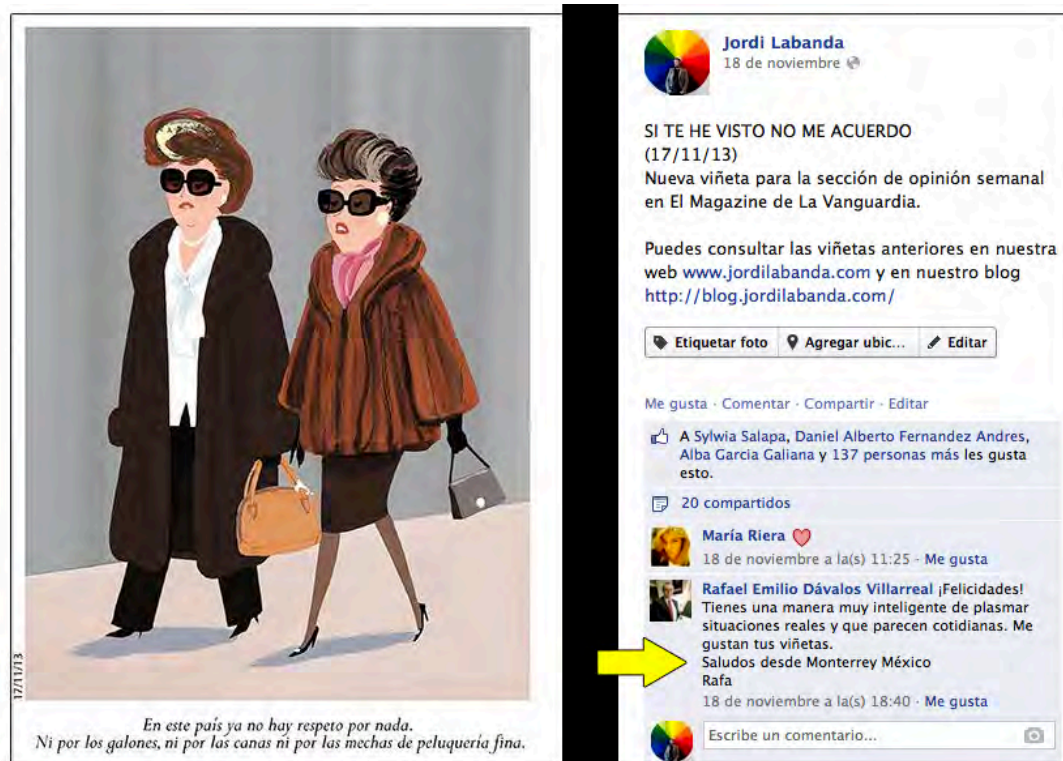 17/11/13
En este país ya no hay respeto por nada.
Ni por los galones, ni por las canas ni por las mechas de peluquería fina.
Jordi Labanda
18 de noviembre
SI TE HE VISTO NO ME ACUERDO
(17/11/13)
Nueva viñeta para la sección de opinión semanal
en El Magazine de La Vanguardia.
Puedes consultar las viñetas anteriores en nuestra
web www.jordilabanda.com y en nuestro blog
http://blog.jordilabanda.com/
Etiquetar foto Agregar ubic... Editar
Me gusta · Comentar · Compartir · Editar
A Sylwia Salapa, Daniel Alberto Fernandez Andres,
Alba Garcia Galiana y 137 personas más les gusta
esto.
20 compartidos
María Riera
18 de noviembre a la(s) 11:25 · Me gusta
Rafael Emilio Dávalos Villarreal ¡Felicidades!
Tienes una manera muy inteligente de plasmar
situaciones reales y que parecen cotidianas. Me
gustan tus viñetas.
Saludos desde Monterrey México
Rafa
18 de noviembre a la(s) 18:40 · Me gusta
Escribe un comentario...